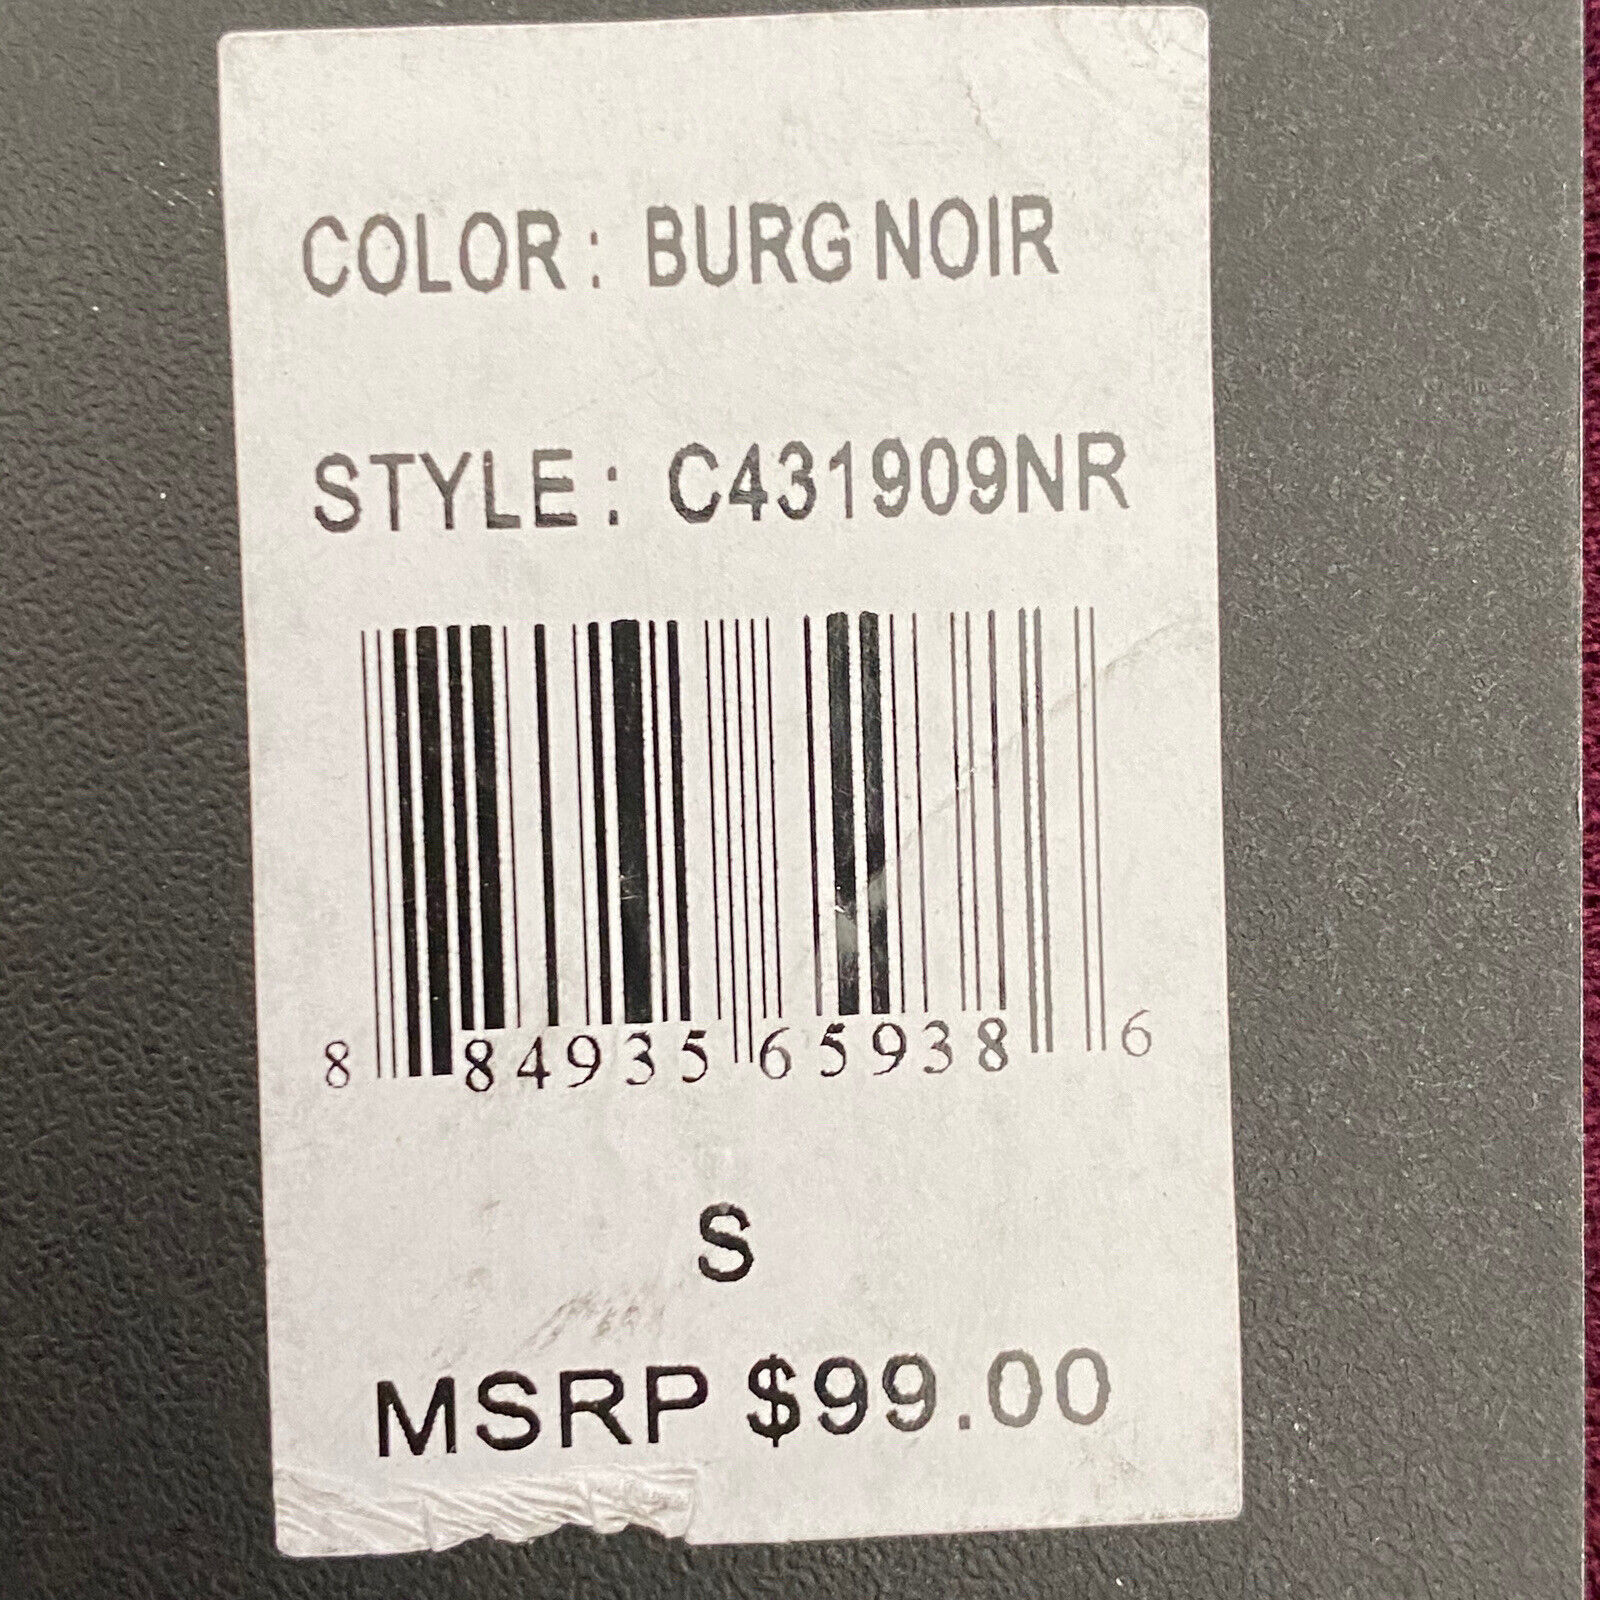 COLOR : BURG NOIR
STYLE : C431909NR
8 84935 65938 6
S
MSRP $99.00